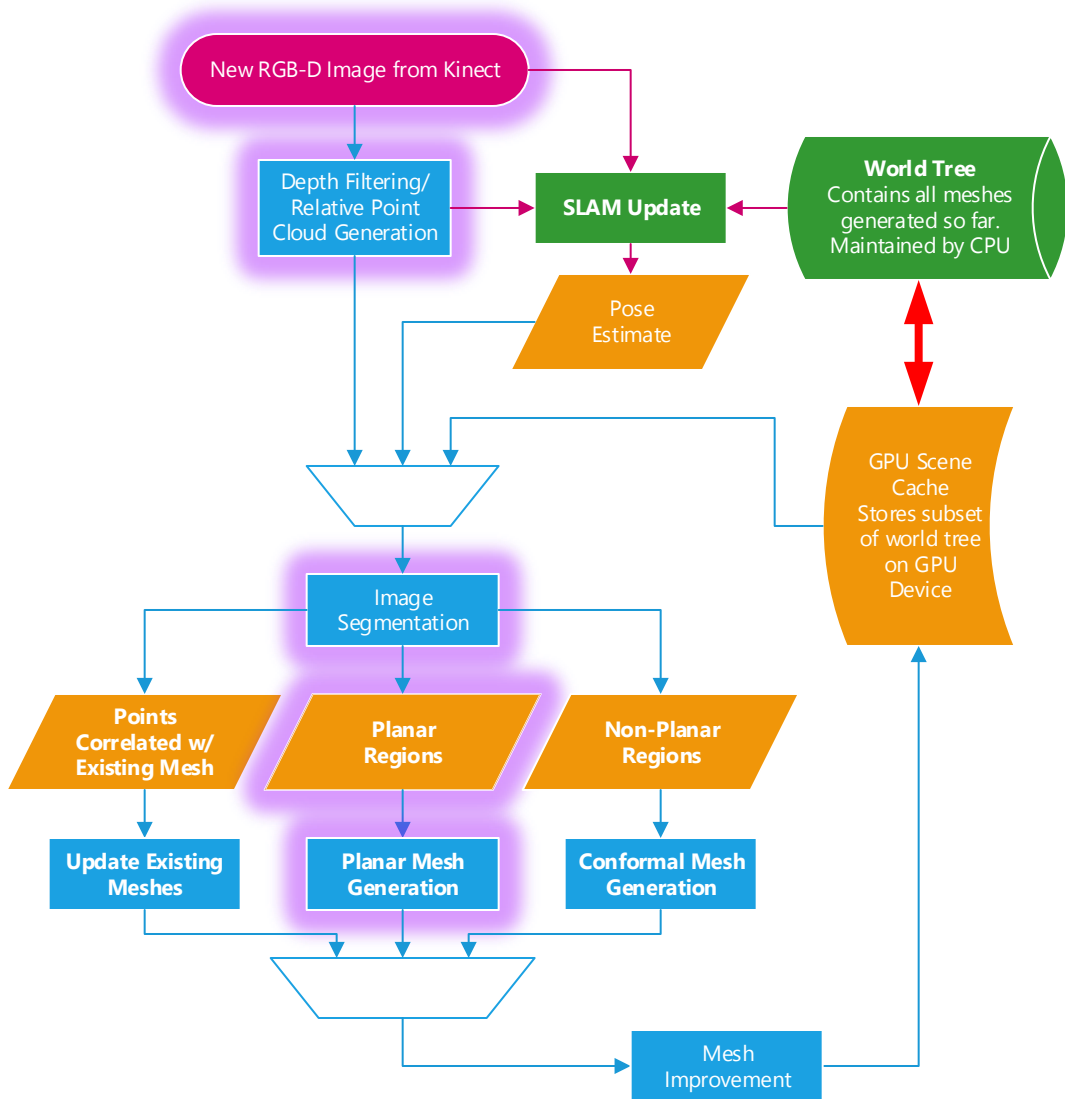 New RGB-D Image from Kinect
Depth Filtering/
Relative Point
Cloud Generation
SLAM Update
World Tree
Contains all meshes
generated so far.
Maintained by CPU
Pose
Estimate
GPU Scene
Cache
Stores subset
of world tree
on GPU
Device
Image
Segmentation
Points
Correlated w/
Existing Mesh
Planar
Regions
Non-Planar
Regions
Update Existing
Meshes
Planar Mesh
Generation
Conformal Mesh
Generation
Mesh
Improvement